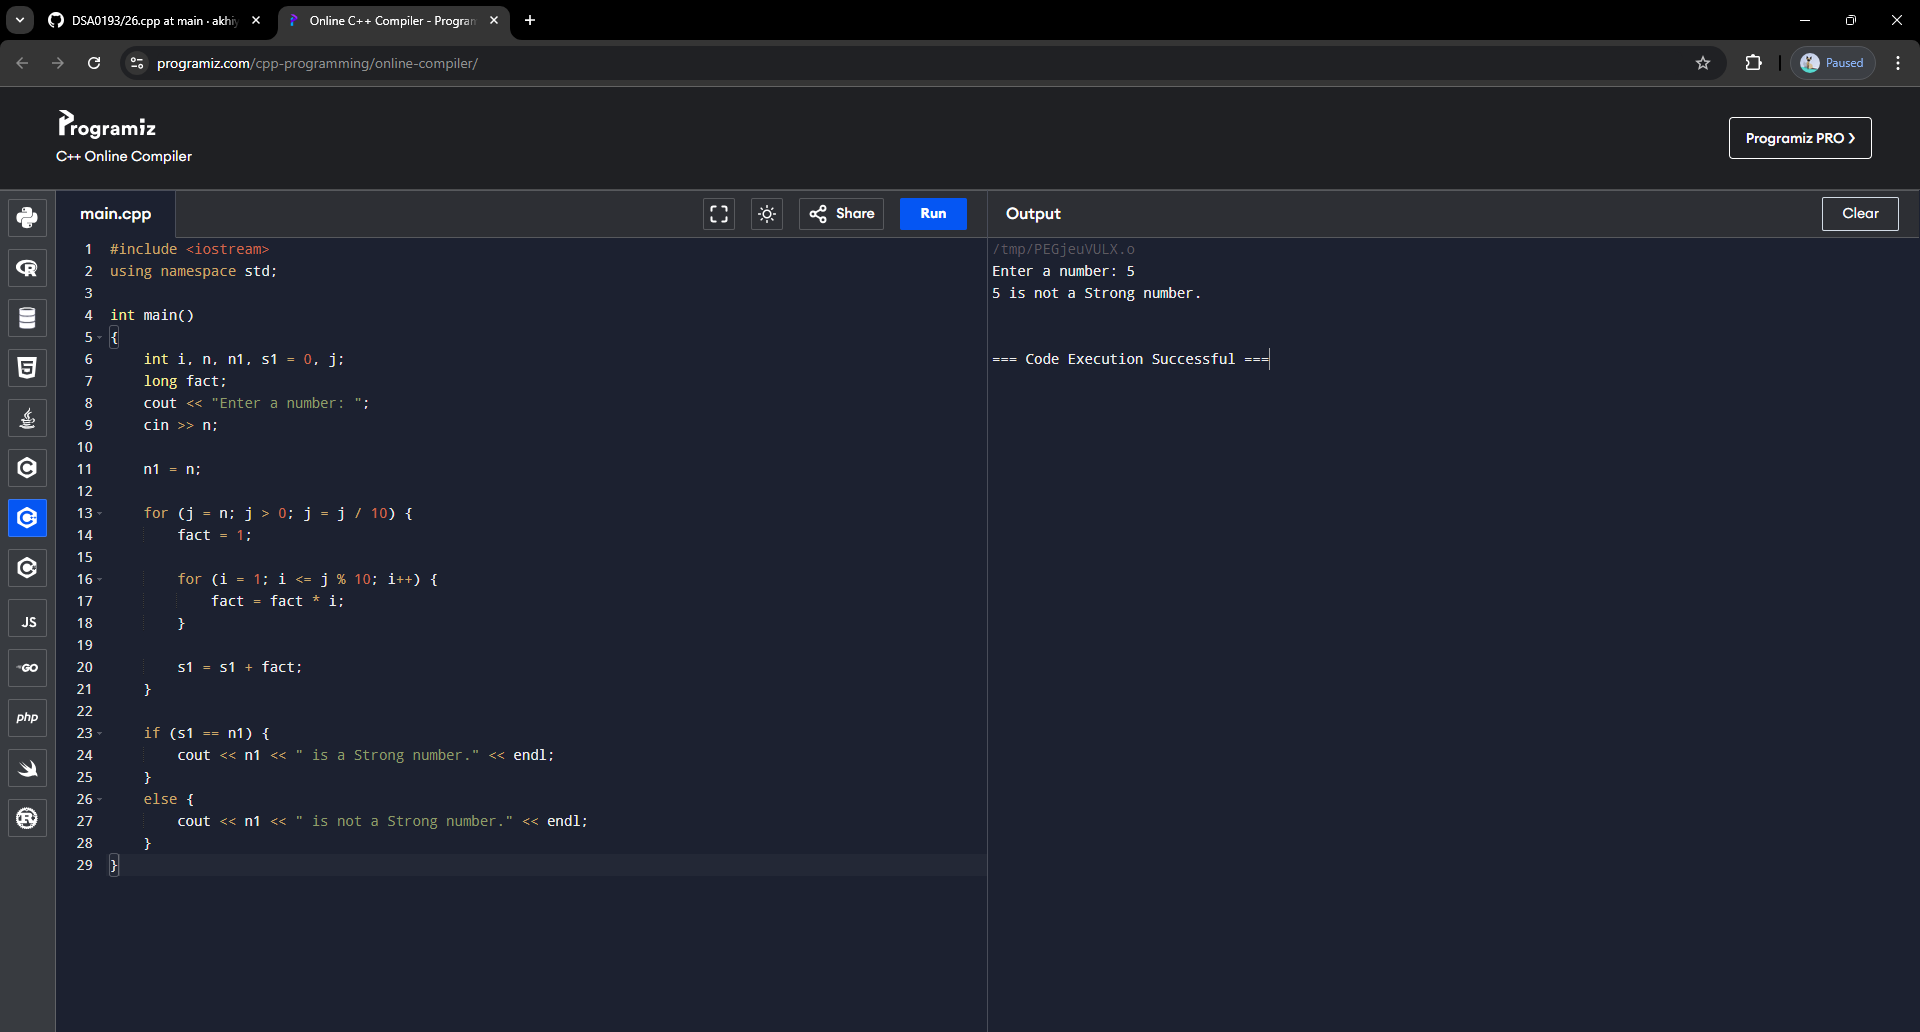 DSA0193/26.cpp at main · akhiy
Online C++ Compiler - Program
programiz.com/cpp-programming/online-compiler/
Paused
Programiz
C++ Online Compiler
Programiz PRO ❯
main.cpp
Share
Run
Output
Clear
1 #include <iostream>
2 using namespace std;
3
4 int main()
5 {
6     int i, n, n1, s1 = 0, j;
7     long fact;
8     cout << "Enter a number: ";
9     cin >> n;
10
11     n1 = n;
12
13     for (j = n; j > 0; j = j / 10) {
14         fact = 1;
15
16         for (i = 1; i <= j % 10; i++) {
17             fact = fact * i;
18         }
19
20         s1 = s1 + fact;
21     }
22
23     if (s1 == n1) {
24         cout << n1 << " is a Strong number." << endl;
25     }
26     else {
27         cout << n1 << " is not a Strong number." << endl;
28     }
29 }
/tmp/PEGjeuVULX.o
Enter a number: 5
5 is not a Strong number.
=== Code Execution Successful ===
JS
GO
php